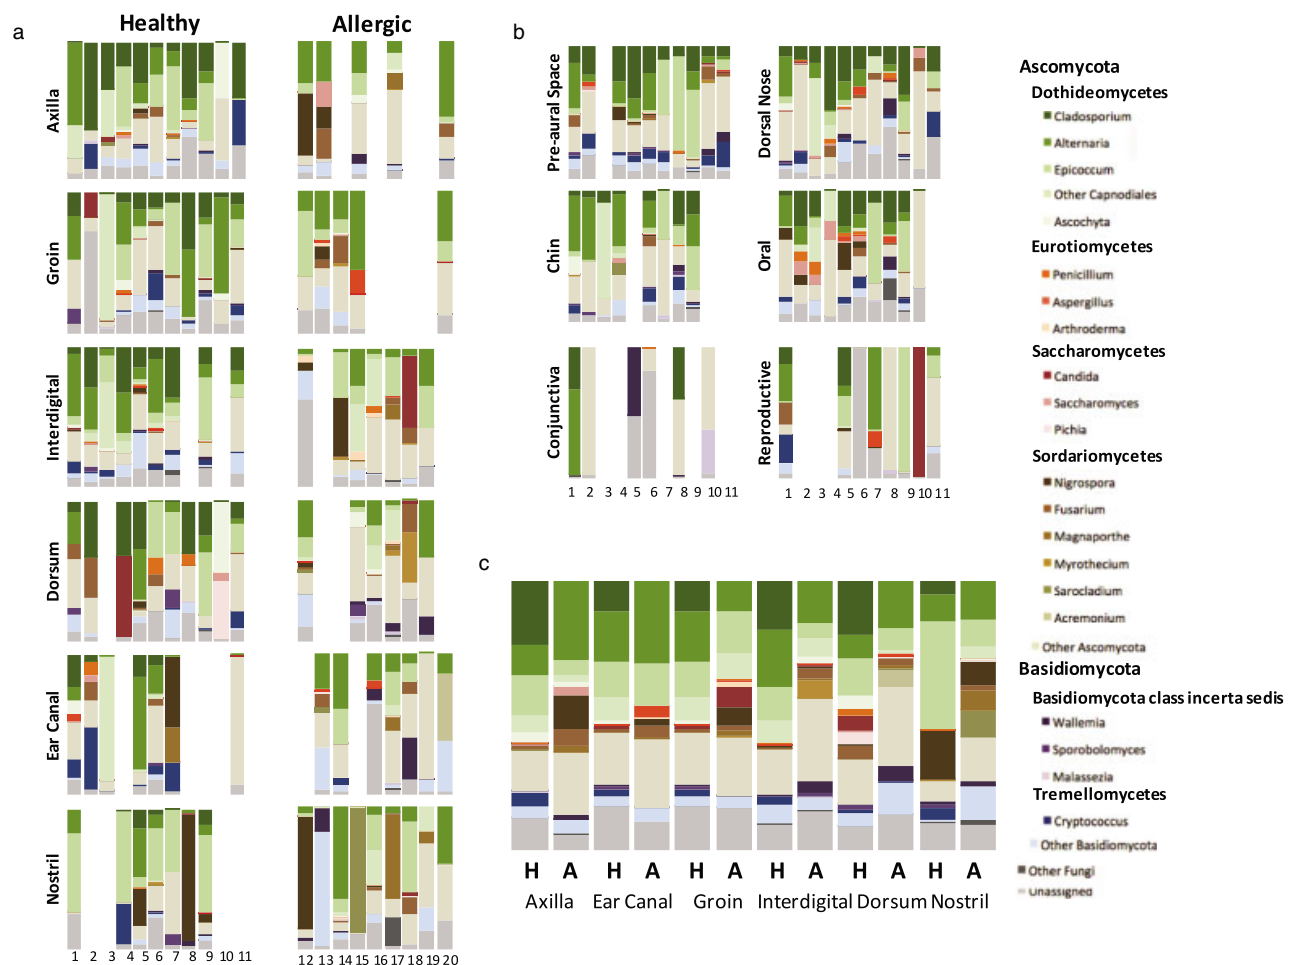 a
Healthy
Allergic
Axilla
Groin
Interdigital
Dorsum
Ear Canal
Nostril
1 2 3 4 5 6 7 8 9 10 11
12 13 14 15 16 17 18 19 20
b
Pre-aural Space
Dorsal Nose
Chin
Oral
Conjunctiva
Reproductive
1 2 3 4 5 6 7 8 9 10 11
1 2 3 4 5 6 7 8 9 10 11
c
H A H A H A H A H A H A
Axilla Ear Canal Groin Interdigital Dorsum Nostril
Ascomycota
Dothideomycetes
Cladosporium
Alternaria
Epicoccum
Other Capnodiales
Ascochyta
Eurotiomycetes
Penicillium
Aspergillus
Arthroderma
Saccharomycetes
Candida
Saccharomyces
Pichia
Sordariomycetes
Nigrospora
Fusarium
Magnaporthe
Myrothecium
Sarocladium
Acremonium
Other Ascomycota
Basidiomycota
Basidiomycota class incerta sedis
Wallemia
Sporobolomyces
Malassezia
Tremellomycetes
Cryptococcus
Other Basidiomycota
Other Fungi
Unassigned